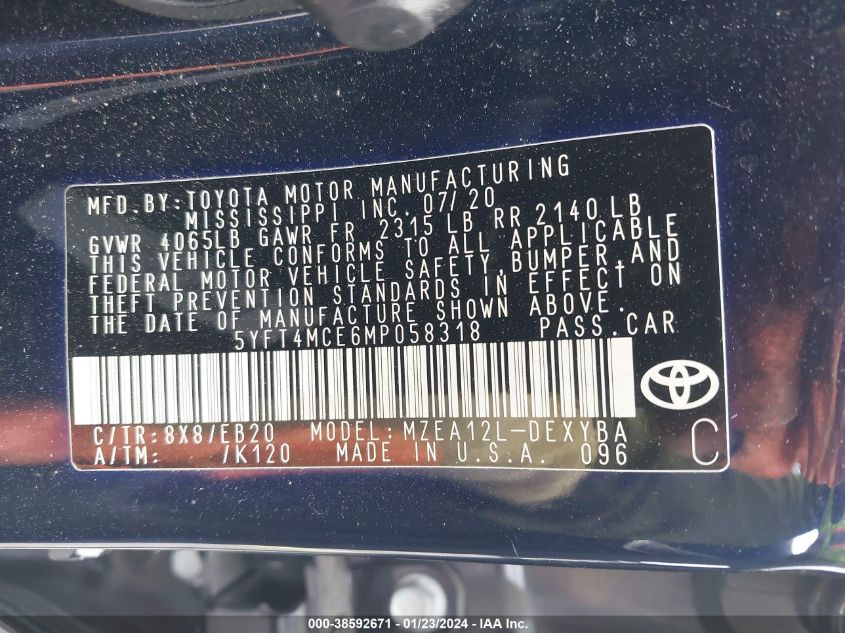 MFD. BY: TOYOTA MOTOR MANUFACTURING
MISSISSIPPI INC. 07/20
GVWR 4065LB GAWR FR 2315 LB RR 2140 LB
THIS VEHICLE CONFORMS TO ALL APPLICABLE
FEDERAL MOTOR VEHICLE SAFETY, BUMPER, AND
THEFT PREVENTION STANDARDS IN EFFECT ON
THE DATE OF MANUFACTURE SHOWN ABOVE.
5YFT4MCE6MP058318 PASS. CAR
C/TR: 8X8/EB20 MODEL: MZEA12L-DEXYBA
A/TM: /K120 MADE IN U.S.A. 096 C
000-38592671 - 01/23/2024 - IAA Inc.